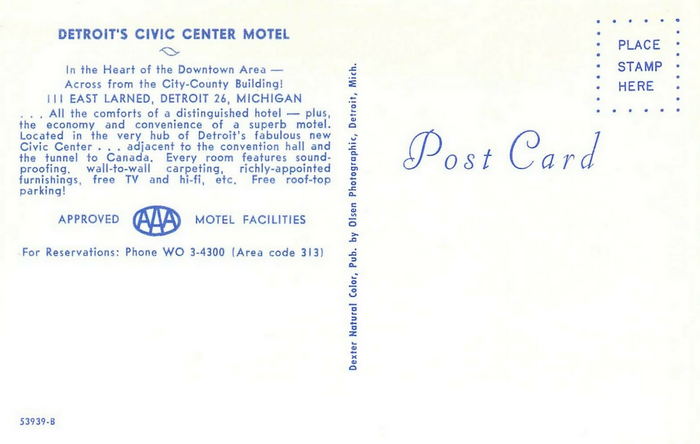 DETROIT'S CIVIC CENTER MOTEL
In the Heart of the Downtown Area —
Across from the City-County Building!
111 EAST LARNED, DETROIT 26, MICHIGAN
. . . All the comforts of a distinguished hotel — plus,
the economy and convenience of a superb motel.
Located in the very hub of Detroit's fabulous new
Civic Center . . . adjacent to the convention hall and
the tunnel to Canada. Every room features sound-
proofing, wall-to-wall carpeting, richly-appointed
furnishings, free TV and hi-fi, etc. Free roof-top
parking!
APPROVED AAA MOTEL FACILITIES
For Reservations: Phone WO 3-4300 (Area code 313)
53939-B
Dexter Natural Color, Pub. by Olsen Photographic, Detroit, Mich.
Post Card
PLACE
STAMP
HERE